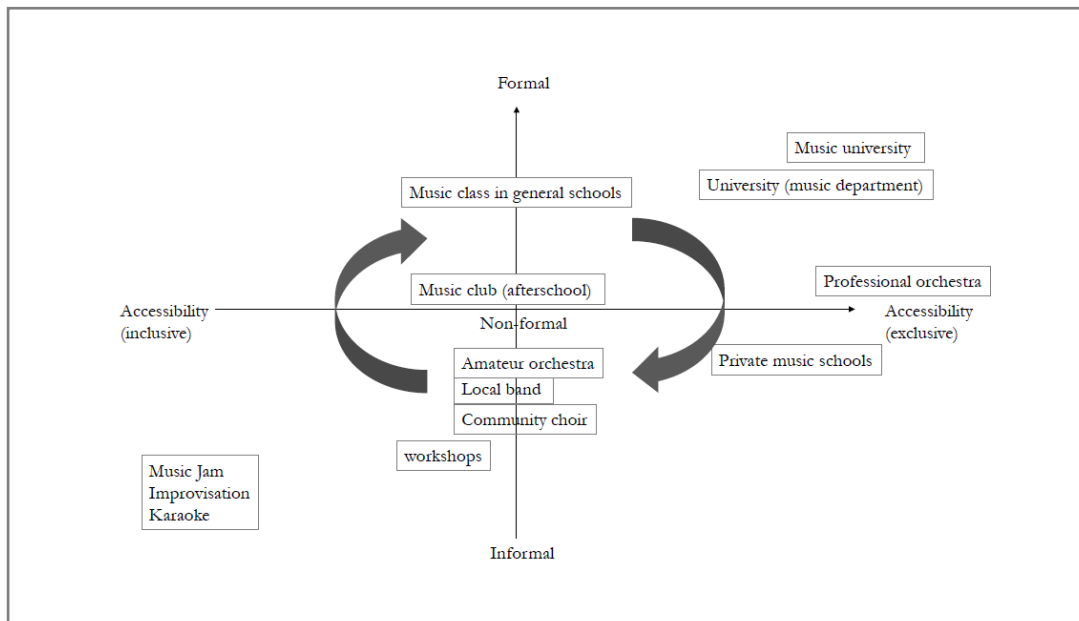 Formal
Music university
University (music department)
Music class in general schools
Professional orchestra
Music club (afterschool)
Accessibility
(inclusive)
Non-formal
Accessibility
(exclusive)
Amateur orchestra
Private music schools
Local band
Community choir
workshops
Music Jam
Improvisation
Karaoke
Informal